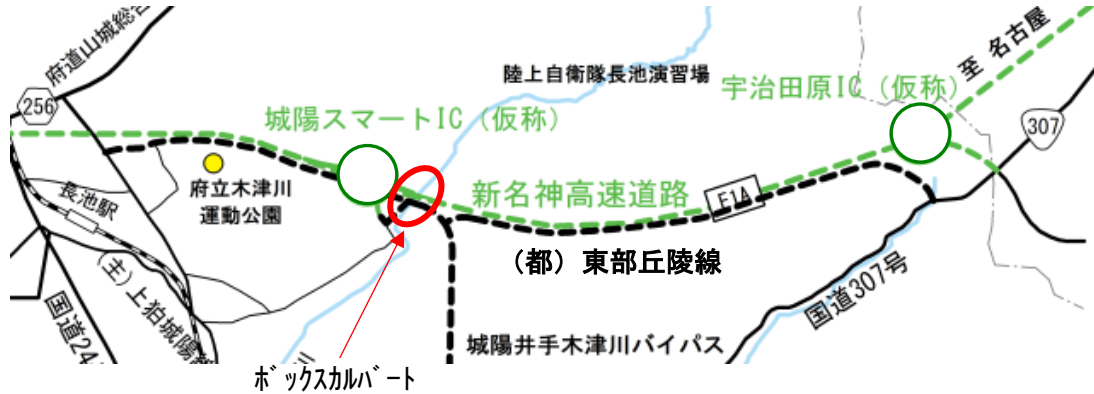 府道山城総合
256
陸上自衛隊長池演習場
至 名古屋
宇治田原IC（仮称）
城陽スマートIC（仮称）
307
府立木津川
運動公園
長池駅
新名神高速道路
E1A
（都）東部丘陵線
（主）上狛城陽線
国道24
国道307号
城陽井手木津川バイパス
ﾎﾞｯｸｽｶﾙﾊﾞｰﾄ